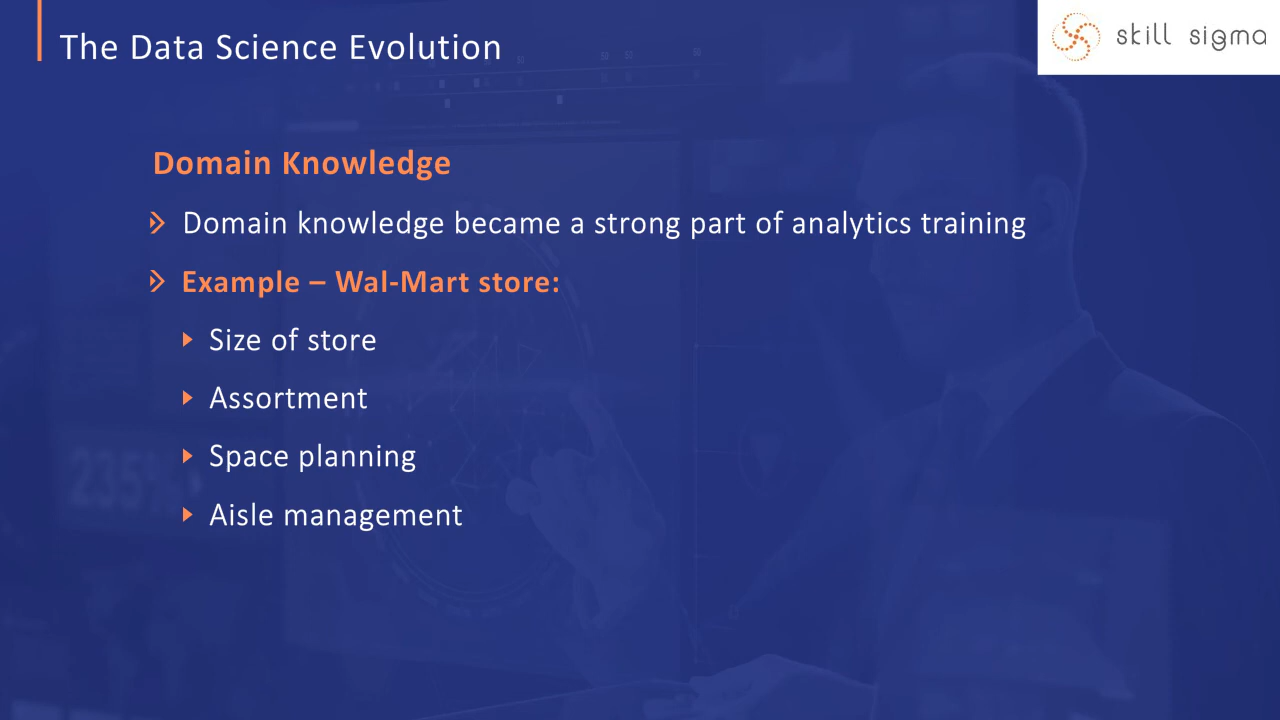 The Data Science Evolution
skill sigma
Domain Knowledge
Domain knowledge became a strong part of analytics training
Example – Wal-Mart store:
Size of store
Assortment
Space planning
Aisle management
235%